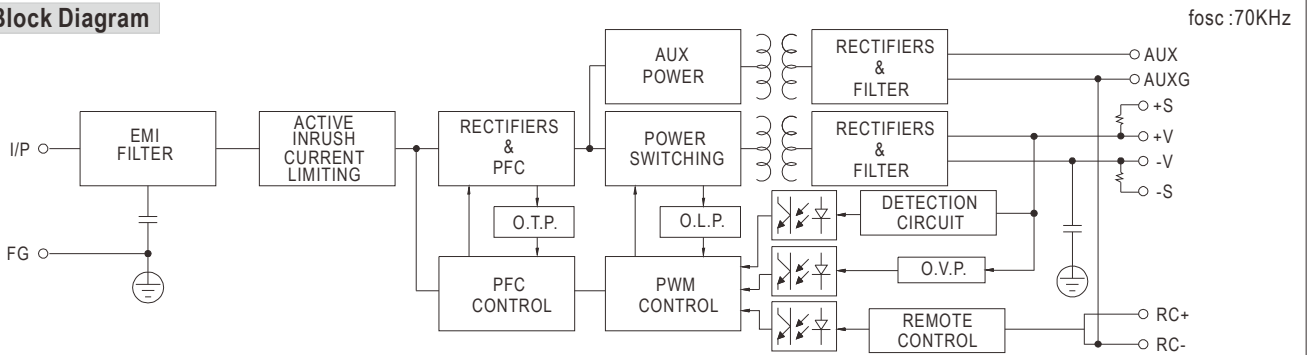 Block Diagram
fosc :70KHz
AUX
POWER
RECTIFIERS
&
FILTER
AUX
AUXG
I/P
EMI
FILTER
ACTIVE
INRUSH
CURRENT
LIMITING
RECTIFIERS
&
PFC
POWER
SWITCHING
RECTIFIERS
&
FILTER
+S
+V
-V
-S
O.T.P.
O.L.P.
DETECTION
CIRCUIT
FG
PFC
CONTROL
PWM
CONTROL
O.V.P.
REMOTE
CONTROL
RC+
RC-